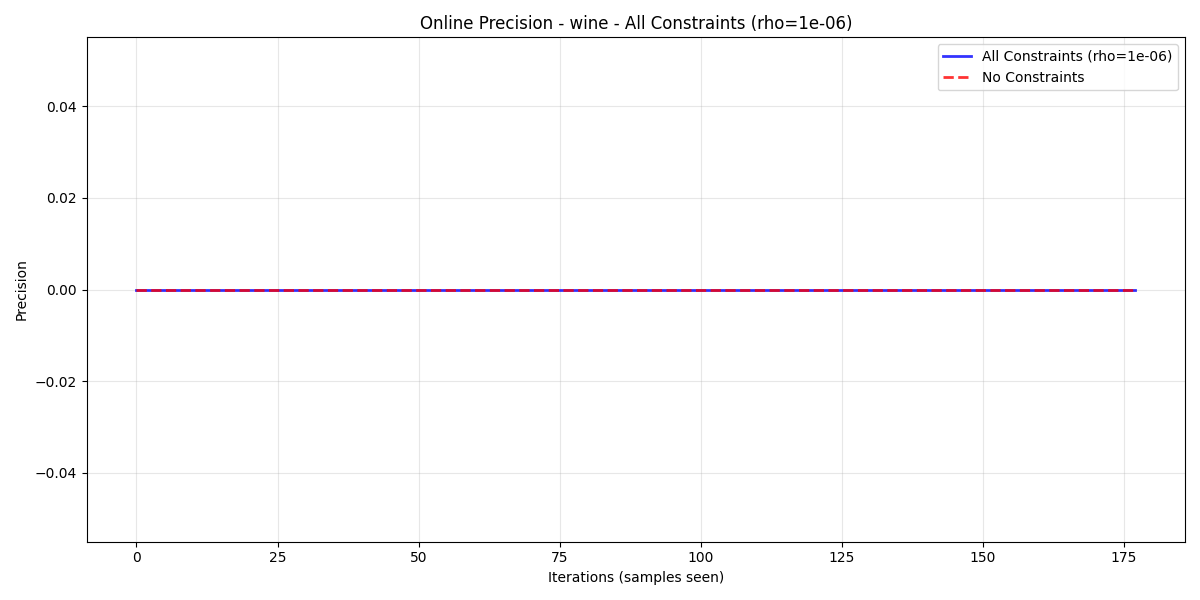 Online Precision - wine - All Constraints (rho=1e-06)
All Constraints (rho=1e-06)
No Constraints
Precision
0.04
0.02
0.00
−0.02
−0.04
0 25 50 75 100 125 150 175
Iterations (samples seen)